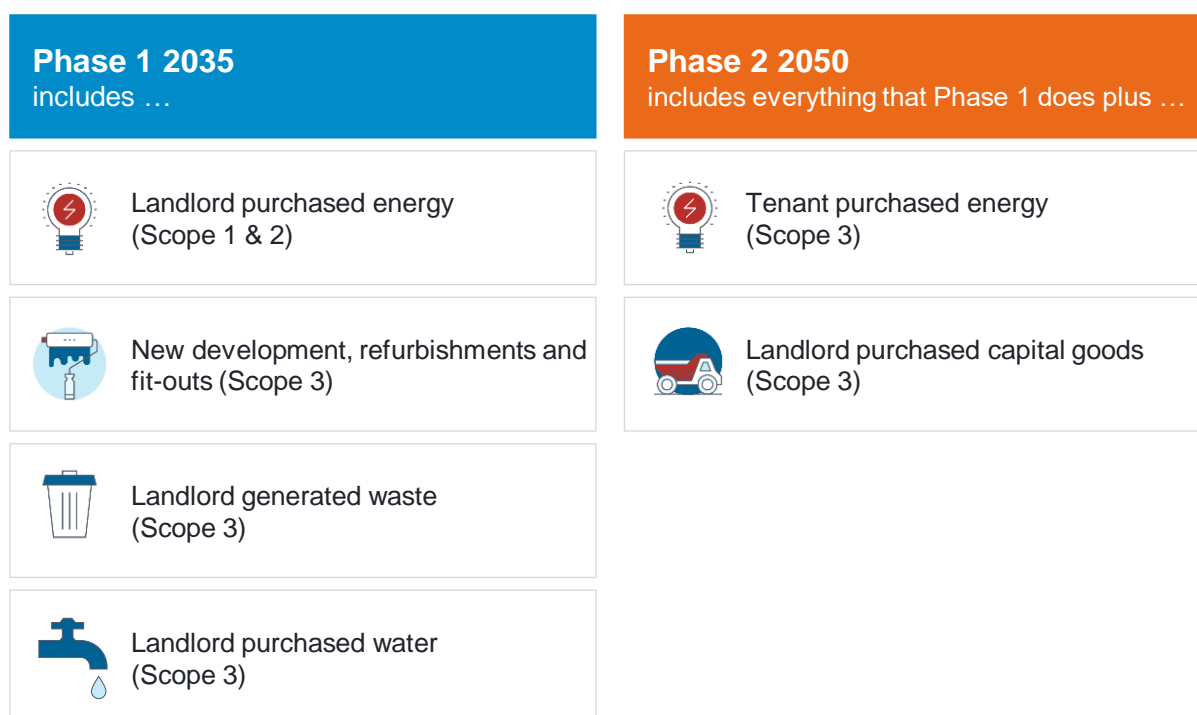 Phase 1 2035
includes …
Landlord purchased energy
(Scope 1 & 2)
New development, refurbishments and
fit-outs (Scope 3)
Landlord generated waste
(Scope 3)
Landlord purchased water
(Scope 3)
Phase 2 2050
includes everything that Phase 1 does plus …
Tenant purchased energy
(Scope 3)
Landlord purchased capital goods
(Scope 3)